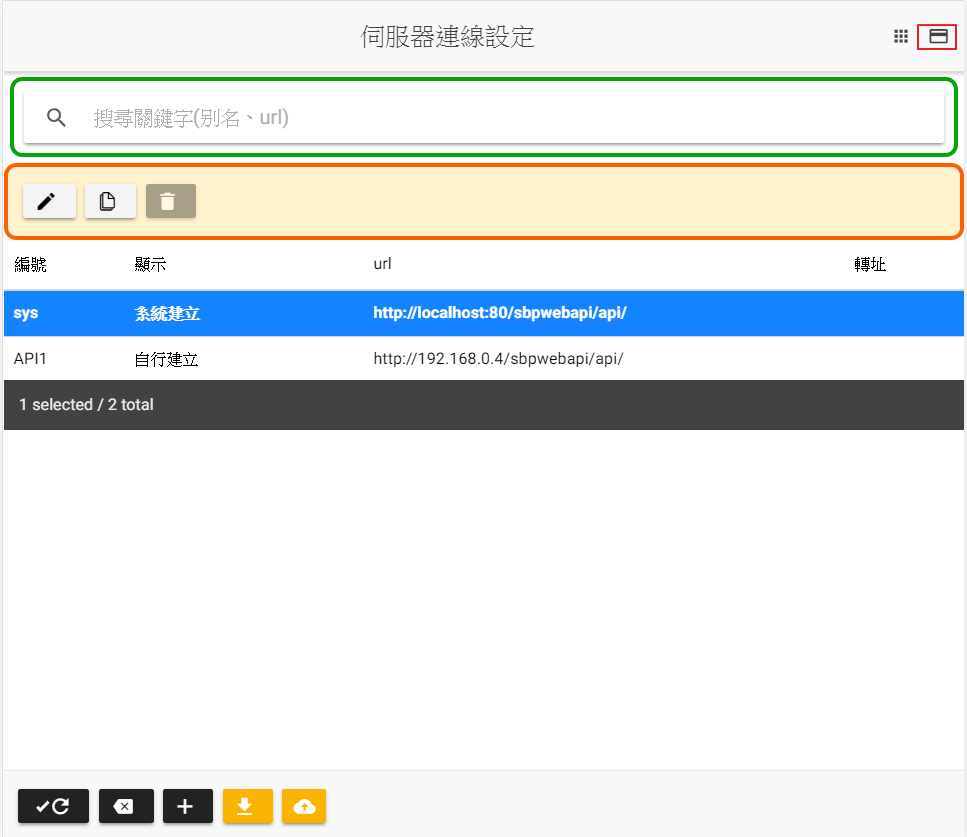 伺服器連線設定
搜尋關鍵字(別名、url)
編號 顯示 url 轉址
sys 系統建立 http://localhost:80/sbpwebapi/api/
API1 自行建立 http://192.168.0.4/sbpwebapi/api/
1 selected / 2 total